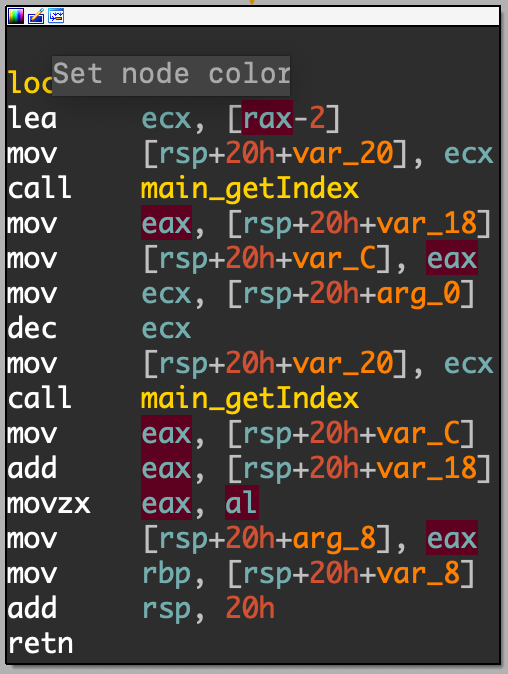 Set node color
loc
lea ecx, [rax-2]
mov [rsp+20h+var_20], ecx
call main_getIndex
mov eax, [rsp+20h+var_18]
mov [rsp+20h+var_C], eax
mov ecx, [rsp+20h+arg_0]
dec ecx
mov [rsp+20h+var_20], ecx
call main_getIndex
mov eax, [rsp+20h+var_C]
add eax, [rsp+20h+var_18]
movzx eax, al
mov [rsp+20h+arg_8], eax
mov rbp, [rsp+20h+var_8]
add rsp, 20h
retn